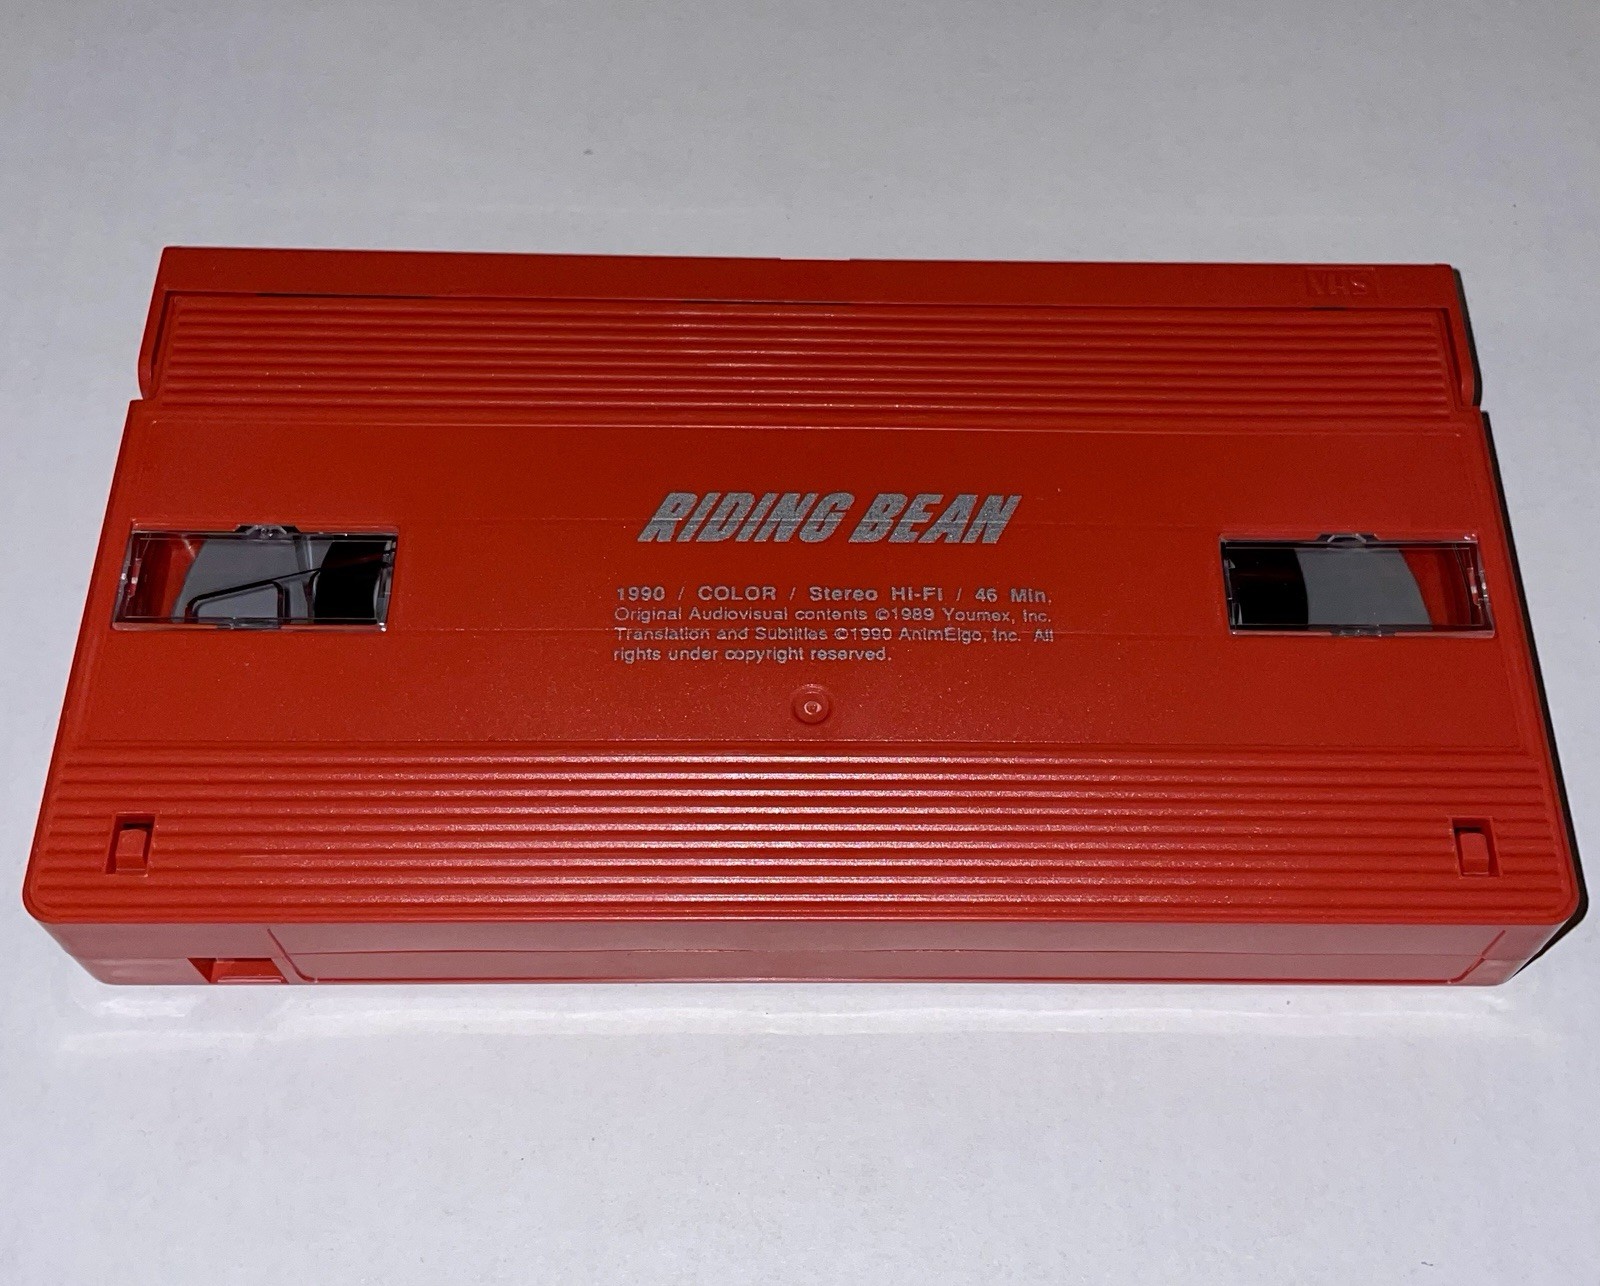 VHS
RIDING BEAN
1990 / COLOR / Stereo Hi-Fi / 46 Min.
Original Audiovisual contents ©1989 Youmex, Inc.
Translation and Subtitles ©1990 AnimEigo, Inc. All
rights under copyright reserved.